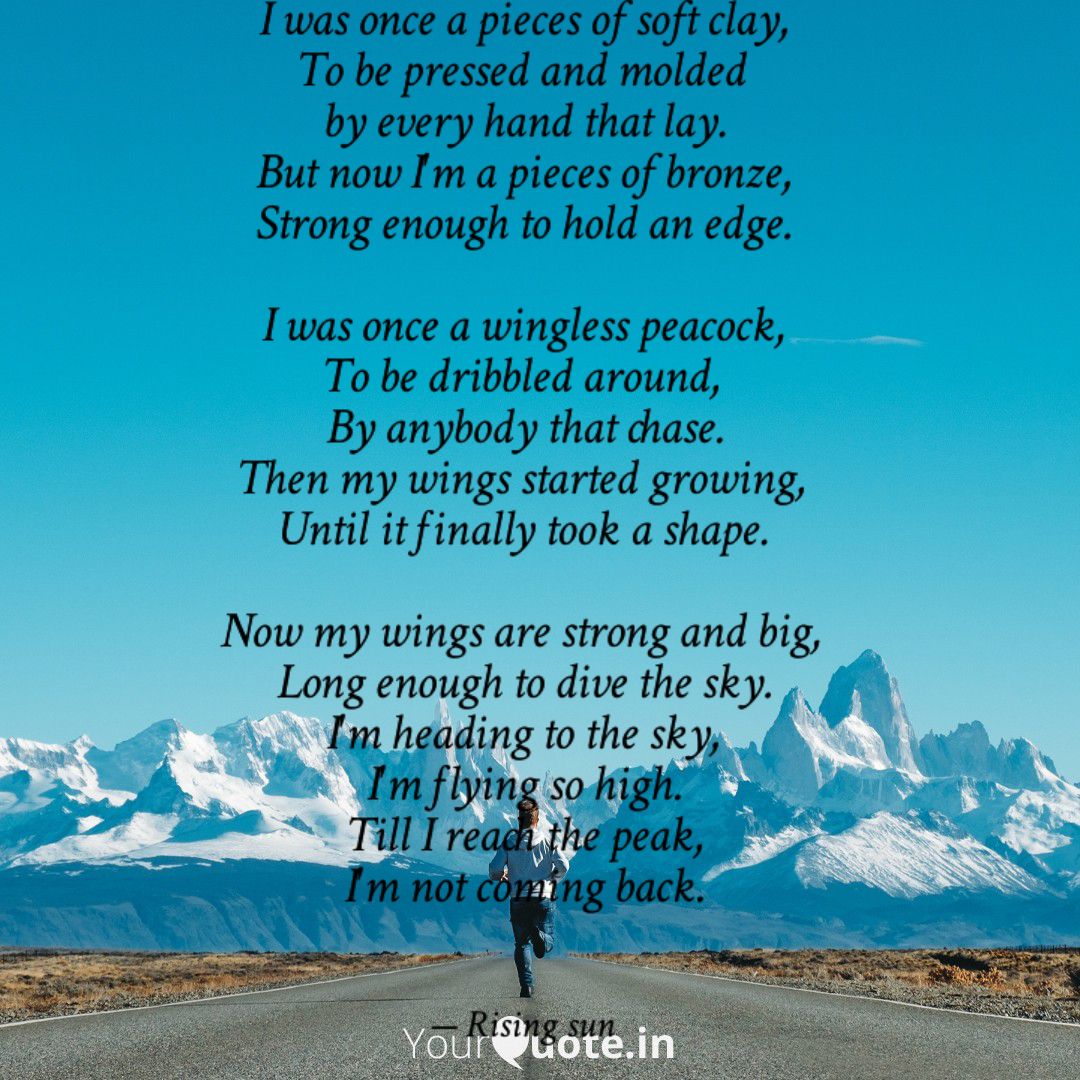 I was once a pieces of soft clay,
To be pressed and molded
by every hand that lay.
But now I'm a pieces of bronze,
Strong enough to hold an edge.
I was once a wingless peacock,
To be dribbled around,
By anybody that chase.
Then my wings started growing,
Until it finally took a shape.
Now my wings are strong and big,
Long enough to dive the sky.
I'm heading to the sky,
I'm flying so high.
Till I reach the peak,
I'm not coming back.
— Rising sun
YourQuote.in